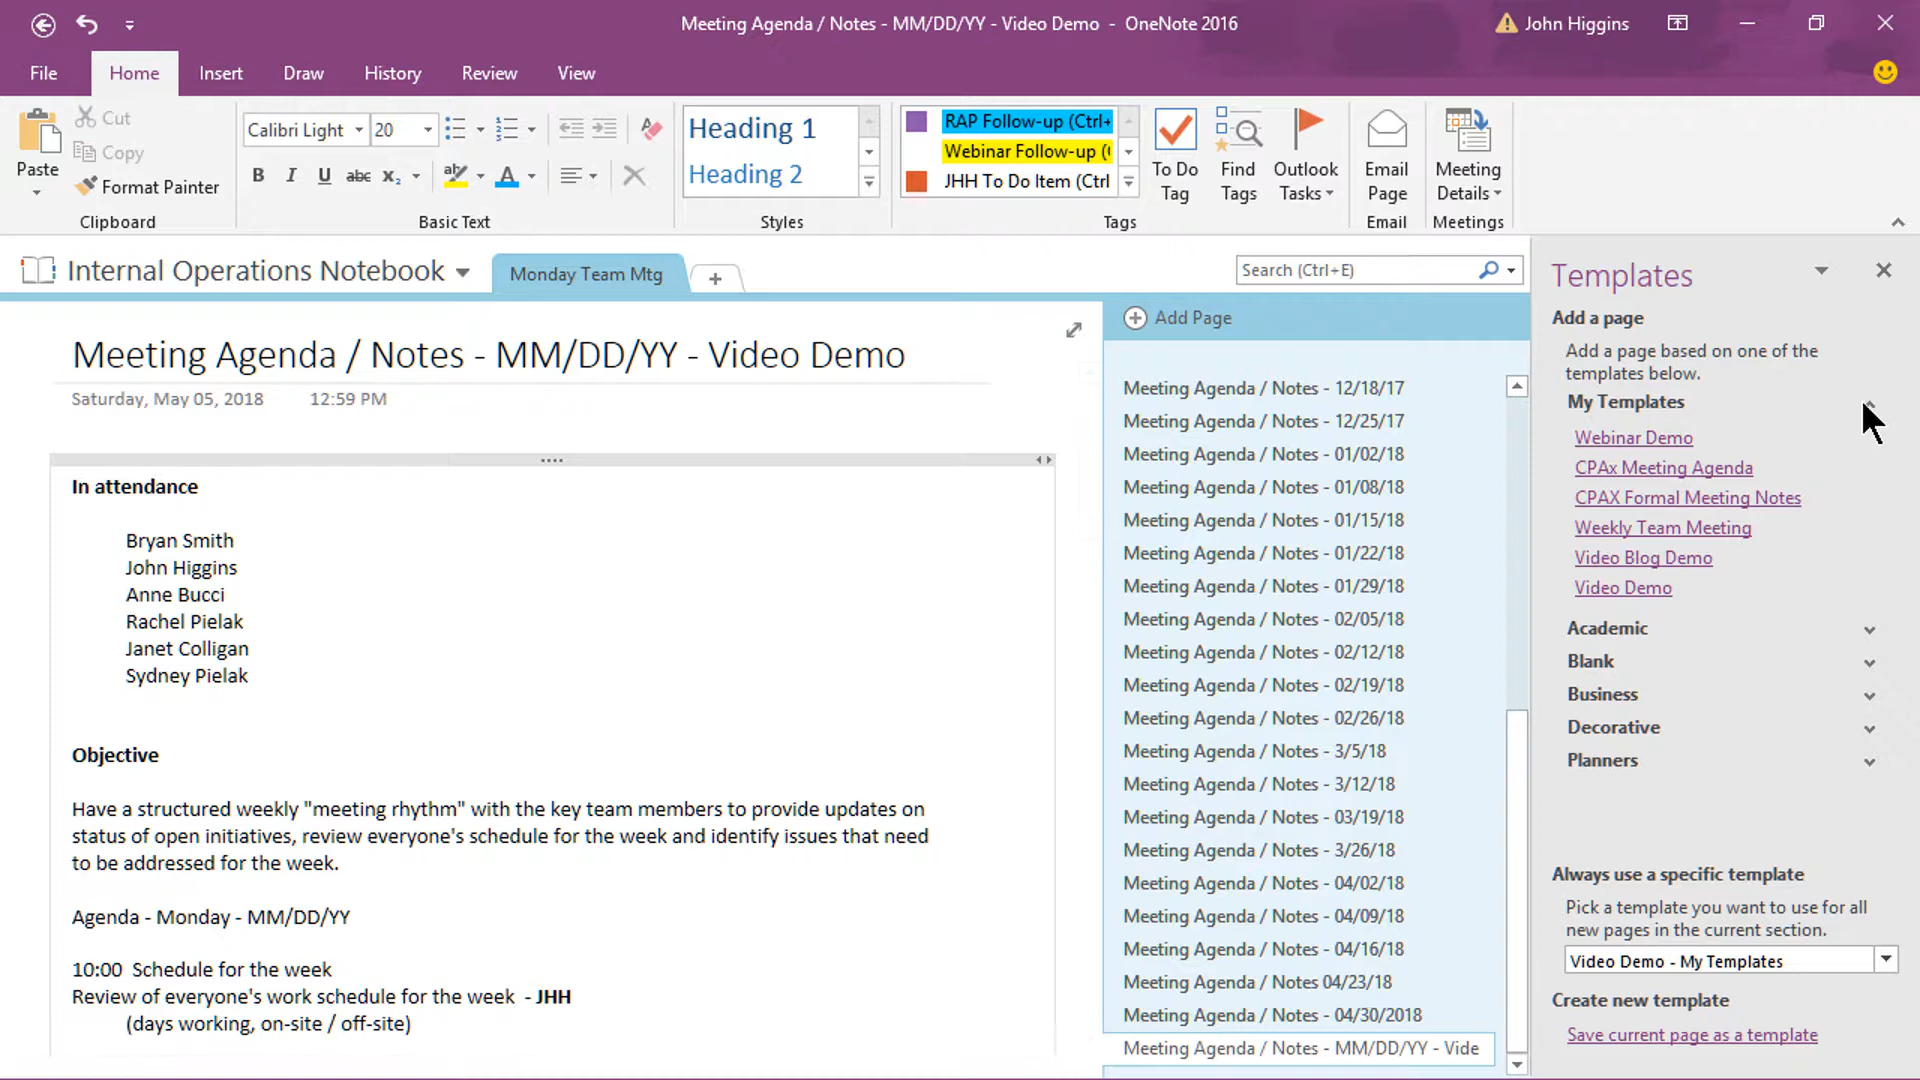 Meeting Agenda / Notes - MM/DD/YY - Video Demo - OneNote 2016
John Higgins
File
Home
Insert
Draw
History
Review
View
Paste
Cut
Copy
Format Painter
Clipboard
Calibri Light
20
B I U abc x₂
A
Basic Text
Heading 1
Heading 2
Styles
RAP Follow-up (Ctrl+
Webinar Follow-up (
JHH To Do Item (Ctrl
To Do
Tag
Find
Tags
Outlook
Tasks
Tags
Email
Page
Email
Meeting
Details
Meetings
Internal Operations Notebook
Monday Team Mtg
Search (Ctrl+E)
Meeting Agenda / Notes - MM/DD/YY - Video Demo
Saturday, May 05, 2018 12:59 PM
In attendance
Bryan Smith
John Higgins
Anne Bucci
Rachel Pielak
Janet Colligan
Sydney Pielak
Objective
Have a structured weekly "meeting rhythm" with the key team members to provide updates on
status of open initiatives, review everyone's schedule for the week and identify issues that need
to be addressed for the week.
Agenda - Monday - MM/DD/YY
10:00 Schedule for the week
Review of everyone's work schedule for the week - JHH
(days working, on-site / off-site)
Add Page
Meeting Agenda / Notes - 12/18/17
Meeting Agenda / Notes - 12/25/17
Meeting Agenda / Notes - 01/02/18
Meeting Agenda / Notes - 01/08/18
Meeting Agenda / Notes - 01/15/18
Meeting Agenda / Notes - 01/22/18
Meeting Agenda / Notes - 01/29/18
Meeting Agenda / Notes - 02/05/18
Meeting Agenda / Notes - 02/12/18
Meeting Agenda / Notes - 02/19/18
Meeting Agenda / Notes - 02/26/18
Meeting Agenda / Notes - 3/5/18
Meeting Agenda / Notes - 3/12/18
Meeting Agenda / Notes - 03/19/18
Meeting Agenda / Notes - 3/26/18
Meeting Agenda / Notes - 04/02/18
Meeting Agenda / Notes - 04/09/18
Meeting Agenda / Notes - 04/16/18
Meeting Agenda / Notes 04/23/18
Meeting Agenda / Notes - 04/30/2018
Meeting Agenda / Notes - MM/DD/YY - Vide
Templates
Add a page
Add a page based on one of the
templates below.
My Templates
Webinar Demo
CPAx Meeting Agenda
CPAX Formal Meeting Notes
Weekly Team Meeting
Video Blog Demo
Video Demo
Academic
Blank
Business
Decorative
Planners
Always use a specific template
Pick a template you want to use for all
new pages in the current section.
Video Demo - My Templates
Create new template
Save current page as a template